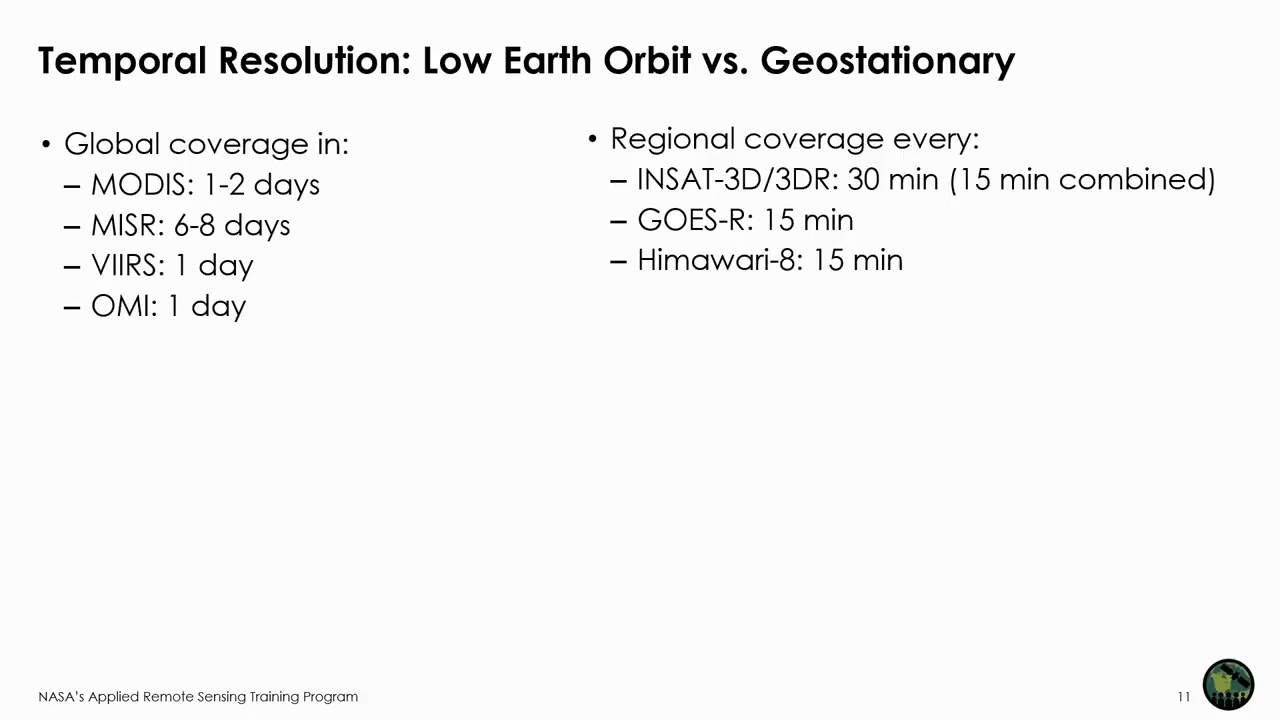 Temporal Resolution: Low Earth Orbit vs. Geostationary
• Global coverage in:
– MODIS: 1-2 days
– MISR: 6-8 days
– VIIRS: 1 day
– OMI: 1 day
• Regional coverage every:
– INSAT-3D/3DR: 30 min (15 min combined)
– GOES-R: 15 min
– Himawari-8: 15 min
NASA's Applied Remote Sensing Training Program
11